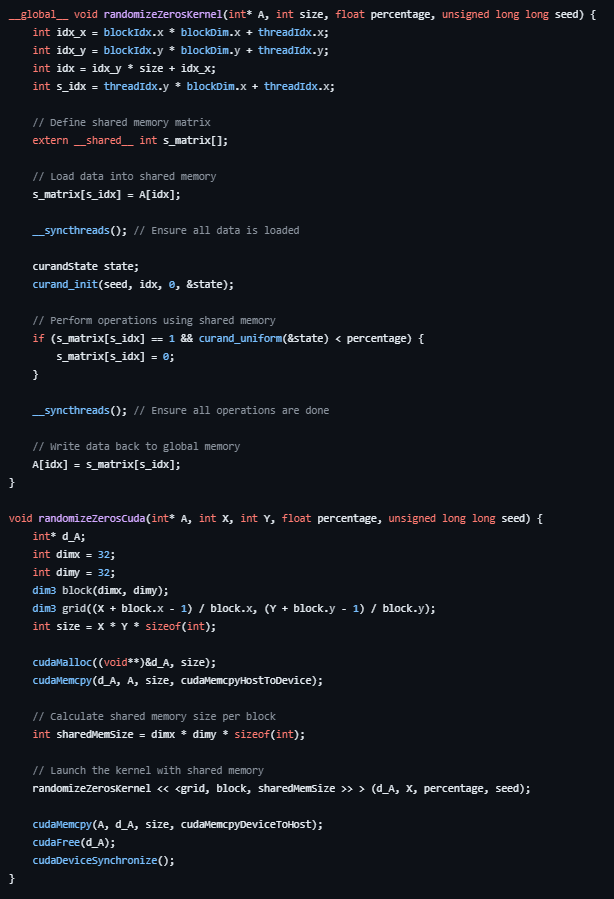 __global__ void randomizeZerosKernel(int* A, int size, float percentage, unsigned long long seed) {
    int idx_x = blockIdx.x * blockDim.x + threadIdx.x;
    int idx_y = blockIdx.y * blockDim.y + threadIdx.y;
    int idx = idx_y * size + idx_x;
    int s_idx = threadIdx.y * blockDim.x + threadIdx.x;

    // Define shared memory matrix
    extern __shared__ int s_matrix[];

    // Load data into shared memory
    s_matrix[s_idx] = A[idx];

    __syncthreads(); // Ensure all data is loaded

    curandState state;
    curand_init(seed, idx, 0, &state);

    // Perform operations using shared memory
    if (s_matrix[s_idx] == 1 && curand_uniform(&state) < percentage) {
        s_matrix[s_idx] = 0;
    }

    __syncthreads(); // Ensure all operations are done

    // Write data back to global memory
    A[idx] = s_matrix[s_idx];
}

void randomizeZerosCuda(int* A, int X, int Y, float percentage, unsigned long long seed) {
    int* d_A;
    int dimx = 32;
    int dimy = 32;
    dim3 block(dimx, dimy);
    dim3 grid((X + block.x - 1) / block.x, (Y + block.y - 1) / block.y);
    int size = X * Y * sizeof(int);

    cudaMalloc((void**)&d_A, size);
    cudaMemcpy(d_A, A, size, cudaMemcpyHostToDevice);

    // Calculate shared memory size per block
    int sharedMemSize = dimx * dimy * sizeof(int);

    // Launch the kernel with shared memory
    randomizeZerosKernel << <grid, block, sharedMemSize >> > (d_A, X, percentage, seed);

    cudaMemcpy(A, d_A, size, cudaMemcpyDeviceToHost);
    cudaFree(d_A);
    cudaDeviceSynchronize();
}